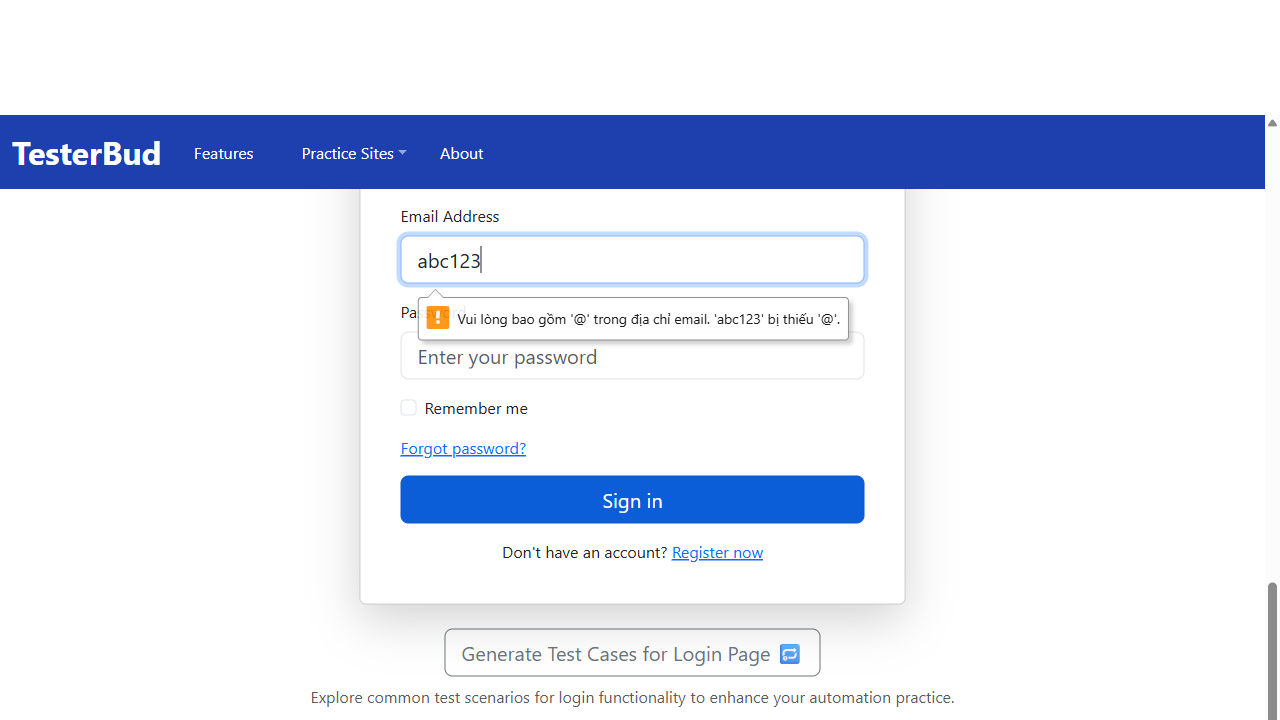 TesterBud Features Practice Sites About
Email Address
abc123
Vui lòng bao gồm '@' trong địa chỉ email. 'abc123' bị thiếu '@'.
Enter your password
Remember me
Forgot password?
Sign in
Don't have an account? Register now
Generate Test Cases for Login Page
Explore common test scenarios for login functionality to enhance your automation practice.